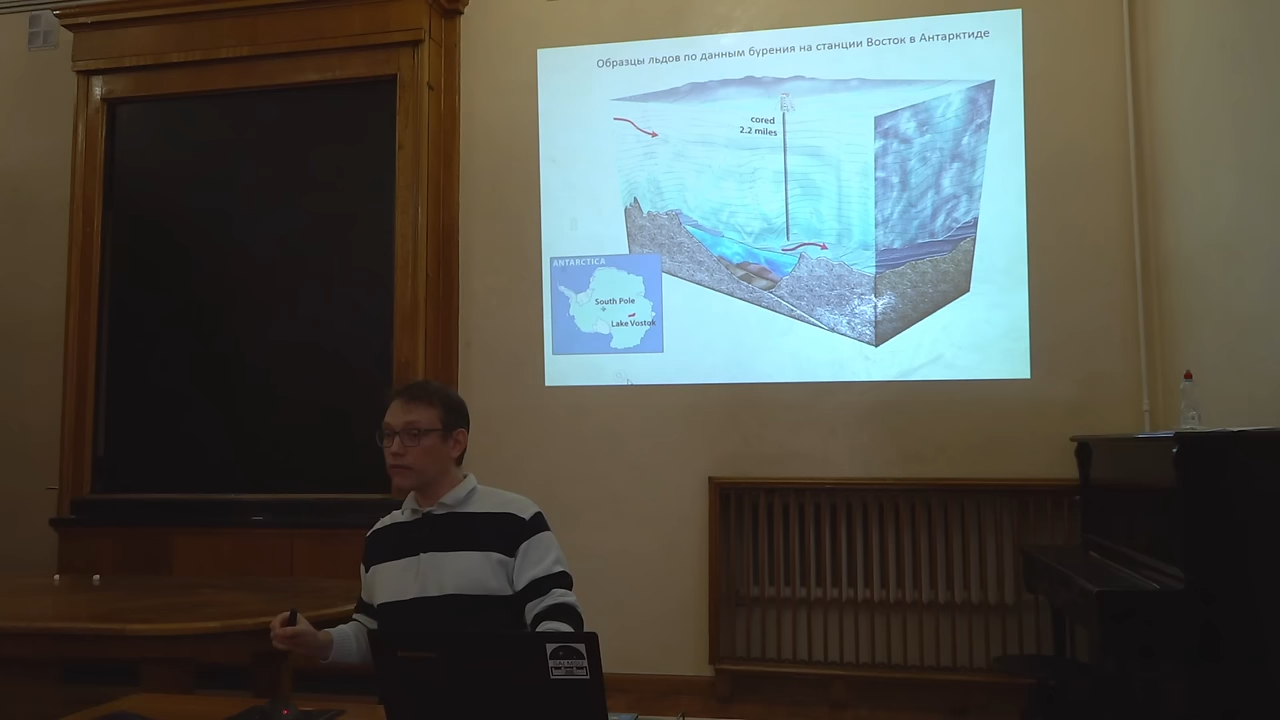 Образцы льдов по данным бурения на станции Восток в Антарктиде
cored
2.2 miles
ANTARCTICA
South Pole
Lake Vostok